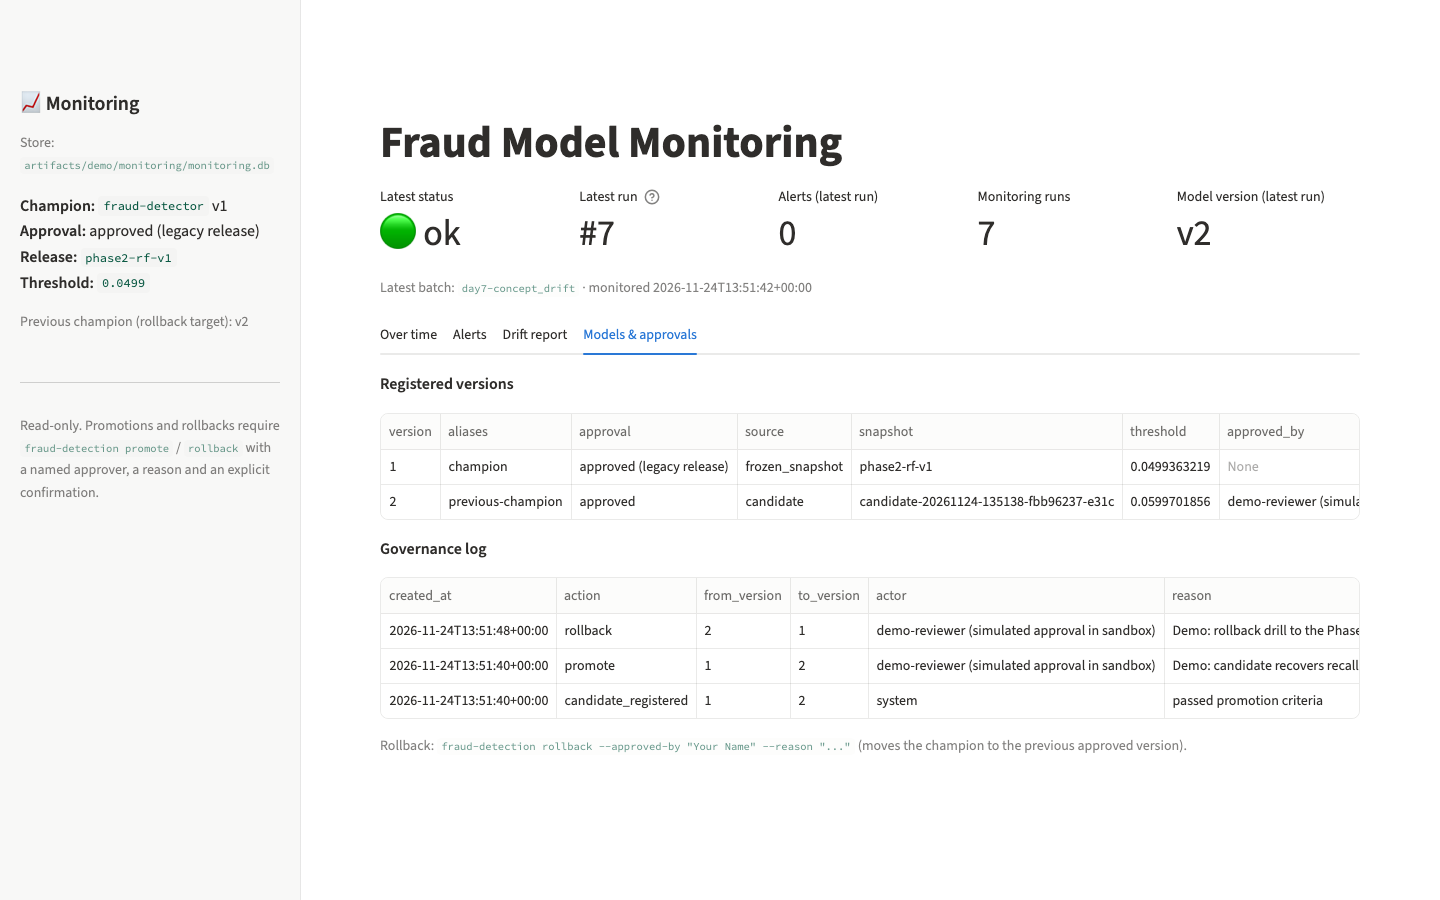 Monitoring
Store:
artifacts/demo/monitoring/monitoring.db
Champion: fraud-detector v1
Approval: approved (legacy release)
Release: phase2-rf-v1
Threshold: 0.0499
Previous champion (rollback target): v2
Read-only. Promotions and rollbacks require
fraud-detection promote / rollback with
a named approver, a reason and an explicit
confirmation.
Fraud Model Monitoring
Latest status Latest run ? Alerts (latest run) Monitoring runs Model version (latest run)
ok #7 0 7 v2
Latest batch: day7-concept_drift · monitored 2026-11-24T13:51:42+00:00
Over time Alerts Drift report Models & approvals
Registered versions
version aliases approval source snapshot threshold approved_by
1 champion approved (legacy release) frozen_snapshot phase2-rf-v1 0.0499363219 None
2 previous-champion approved candidate candidate-20261124-135138-fbb96237-e31c 0.0599701856 demo-reviewer (simula
Governance log
created_at action from_version to_version actor reason
2026-11-24T13:51:48+00:00 rollback 2 1 demo-reviewer (simulated approval in sandbox) Demo: rollback drill to the Phase
2026-11-24T13:51:40+00:00 promote 1 2 demo-reviewer (simulated approval in sandbox) Demo: candidate recovers recall
2026-11-24T13:51:40+00:00 candidate_registered 1 2 system passed promotion criteria
Rollback: fraud-detection rollback --approved-by "Your Name" --reason "..." (moves the champion to the previous approved version).